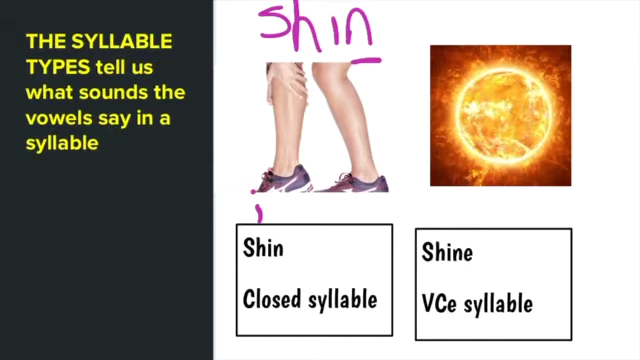 THE SYLLABLE
TYPES tell us
what sounds the
vowels say in a
syllable
shin
Shin
Closed syllable
Shine
VCe syllable